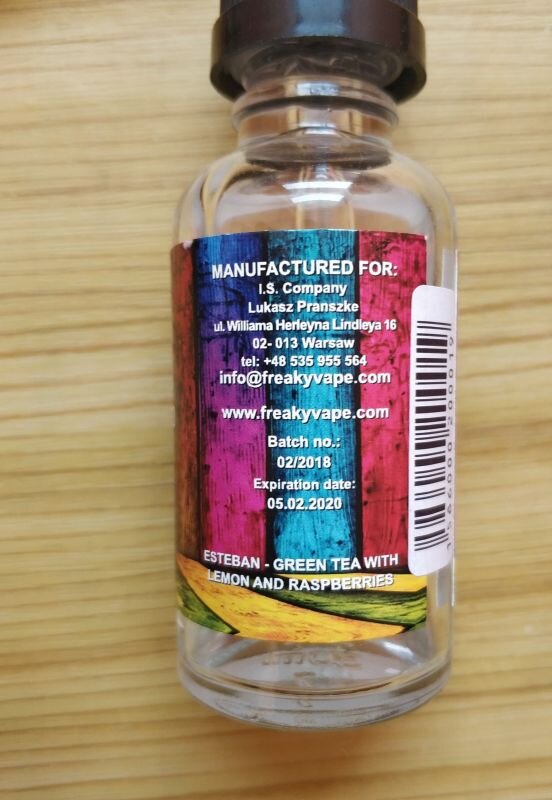 MANUFACTURED FOR:
I.S. Company
Lukasz Pranszke
ul. Williama Herleyna Lindleya 16
02- 013 Warsaw
tel: +48 535 955 564
info@freakyvape.com
www.freakyvape.com
Batch no.:
02/2018
Expiration date:
05.02.2020
ESTEBAN - GREEN TEA WITH
LEMON AND RASPBERRIES